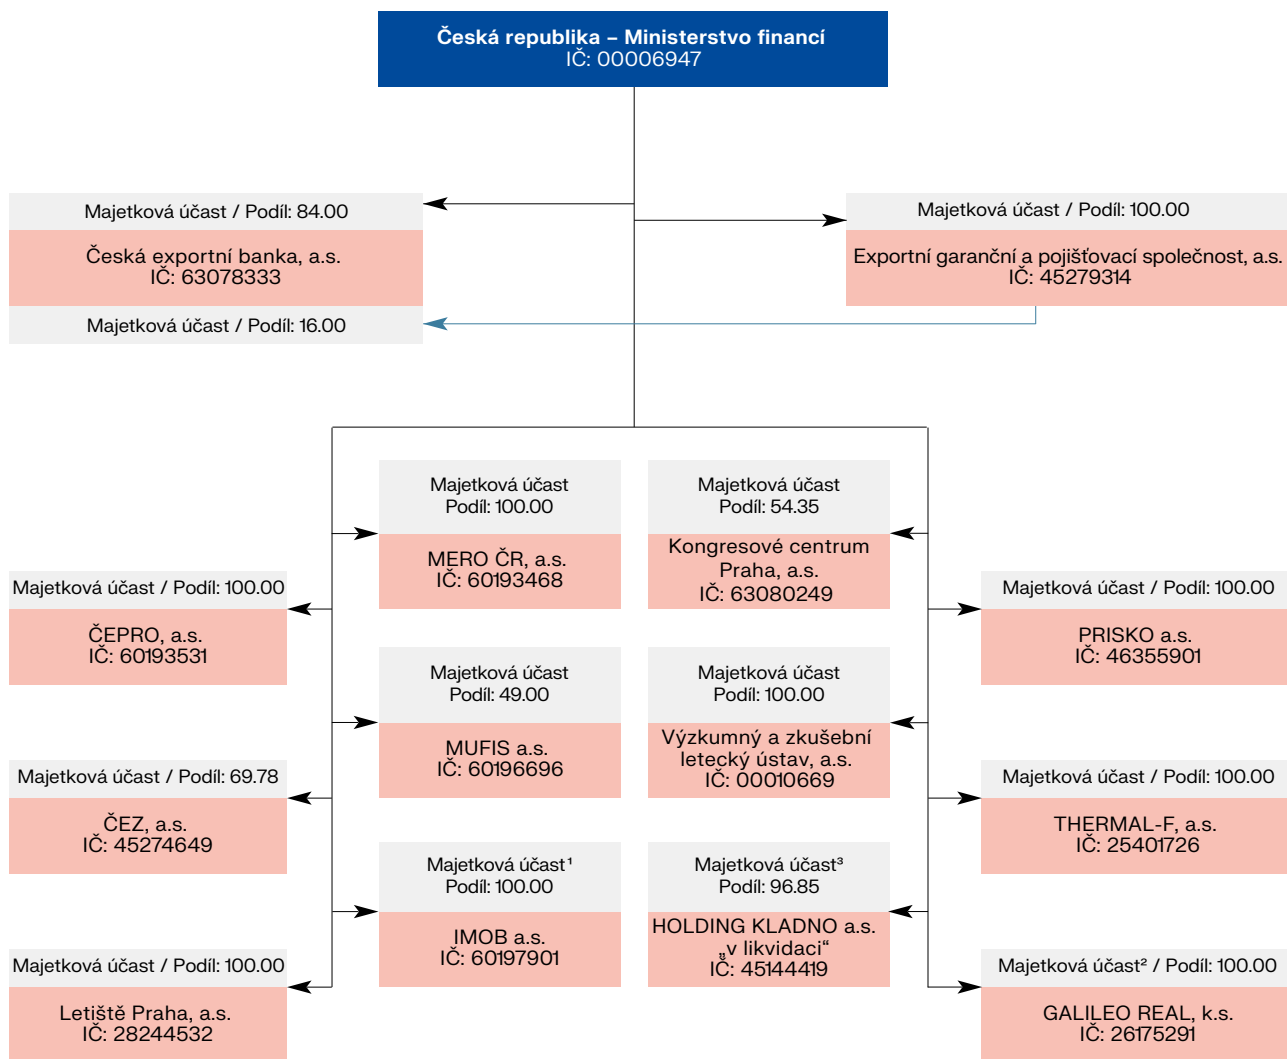 Česká republika – Ministerstvo financí
IČ: 00006947
Majetková účast / Podíl: 84.00
Česká exportní banka, a.s.
IČ: 63078333
Majetková účast / Podíl: 16.00
Majetková účast / Podíl: 100.00
Exportní garanční a pojišťovací společnost, a.s.
IČ: 45279314
Majetková účast / Podíl: 100.00
ČEPRO, a.s.
IČ: 60193531
Majetková účast / Podíl: 69.78
ČEZ, a.s.
IČ: 45274649
Majetková účast / Podíl: 100.00
Letiště Praha, a.s.
IČ: 28244532
Majetková účast
Podíl: 100.00
MERO ČR, a.s.
IČ: 60193468
Majetková účast
Podíl: 49.00
MUFIS a.s.
IČ: 60196696
Majetková účast¹
Podíl: 100.00
IMOB a.s.
IČ: 60197901
Majetková účast
Podíl: 54.35
Kongresové centrum
Praha, a.s.
IČ: 63080249
Majetková účast
Podíl: 100.00
Výzkumný a zkušební
letecký ústav, a.s.
IČ: 00010669
Majetková účast³
Podíl: 96.85
HOLDING KLADNO a.s.
„v likvidaci“
IČ: 45144419
Majetková účast / Podíl: 100.00
PRISKO a.s.
IČ: 46355901
Majetková účast / Podíl: 100.00
THERMAL-F, a.s.
IČ: 25401726
Majetková účast² / Podíl: 100.00
GALILEO REAL, k.s.
IČ: 26175291